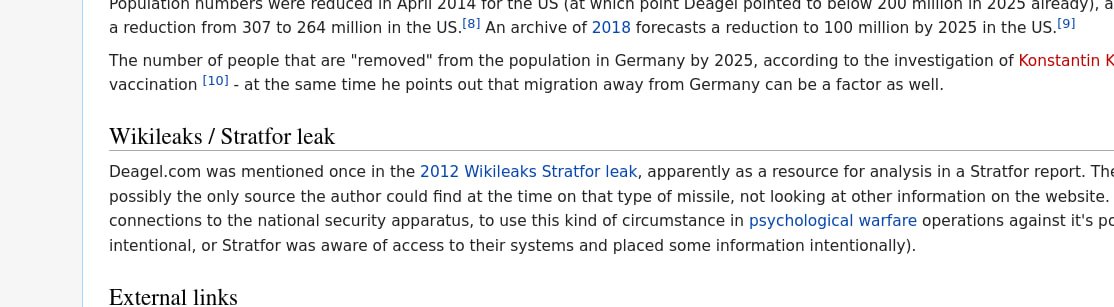 Population numbers were reduced in April 2014 for the US (at which point Deagel pointed to below 200 million in 2025 already), a
a reduction from 307 to 264 million in the US.[8] An archive of 2018 forecasts a reduction to 100 million by 2025 in the US.[9]
The number of people that are "removed" from the population in Germany by 2025, according to the investigation of Konstantin K
vaccination [10] - at the same time he points out that migration away from Germany can be a factor as well.
Wikileaks / Stratfor leak
Deagel.com was mentioned once in the 2012 Wikileaks Stratfor leak, apparently as a resource for analysis in a Stratfor report. The
possibly the only source the author could find at the time on that type of missile, not looking at other information on the website.
connections to the national security apparatus, to use this kind of circumstance in psychological warfare operations against it's po
intentional, or Stratfor was aware of access to their systems and placed some information intentionally).
External links